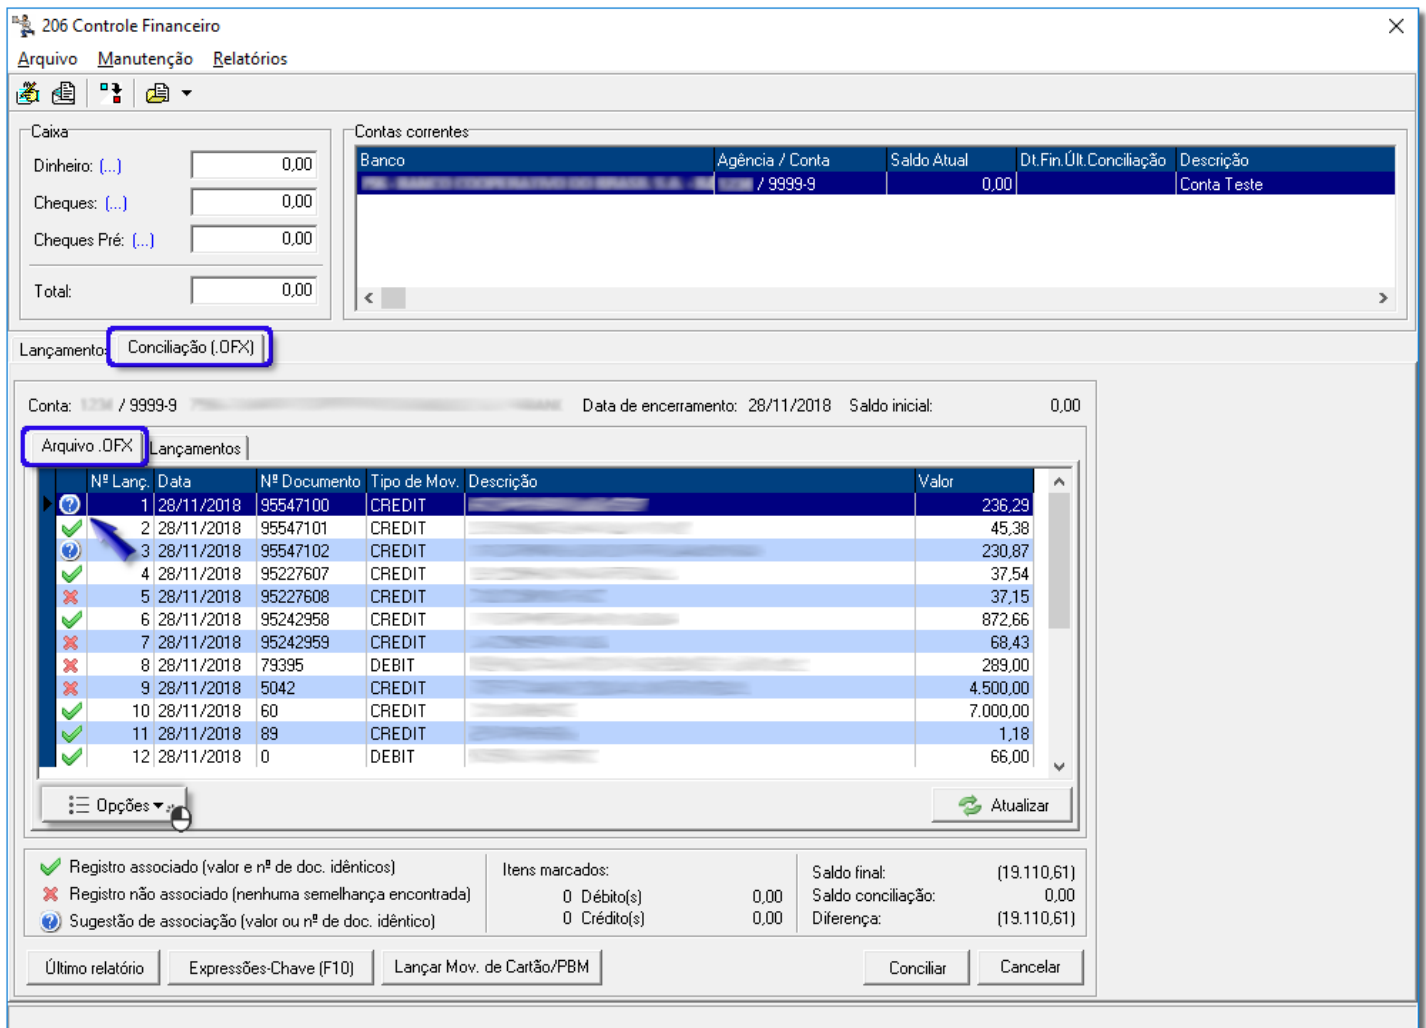 206 Controle Financeiro
Arquivo Manutenção Relatórios
Caixa
Dinheiro: (...) 0,00
Cheques: (...) 0,00
Cheques Pré: (...) 0,00
Total: 0,00
Contas correntes
Banco Agência / Conta Saldo Atual Dt.Fin.Últ.Conciliação Descrição
/ 9999-9 0,00 Conta Teste
Lançamentos Conciliação (.OFX)
Conta: / 9999-9 Data de encerramento: 28/11/2018 Saldo inicial: 0,00
Arquivo .OFX Lançamentos
Nº Lanç. Data Nº Documento Tipo de Mov. Descrição Valor
1 28/11/2018 95547100 CREDIT 236,29
2 28/11/2018 95547101 CREDIT 45,38
3 28/11/2018 95547102 CREDIT 230,87
4 28/11/2018 95227607 CREDIT 37,54
5 28/11/2018 95227608 CREDIT 37,15
6 28/11/2018 95242958 CREDIT 872,66
7 28/11/2018 95242959 CREDIT 68,43
8 28/11/2018 79395 DEBIT 289,00
9 28/11/2018 5042 CREDIT 4.500,00
10 28/11/2018 60 CREDIT 7.000,00
11 28/11/2018 89 CREDIT 1,18
12 28/11/2018 0 DEBIT 66,00
Opções Atualizar
Registro associado (valor e nº de doc. idênticos)
Registro não associado (nenhuma semelhança encontrada)
Sugestão de associação (valor ou nº de doc. idêntico)
Itens marcados:
0 Débito(s) 0,00
0 Crédito(s) 0,00
Saldo final: (19.110,61)
Saldo conciliação: 0,00
Diferença: (19.110,61)
Último relatório Expressões-Chave (F10) Lançar Mov. de Cartão/PBM Conciliar Cancelar